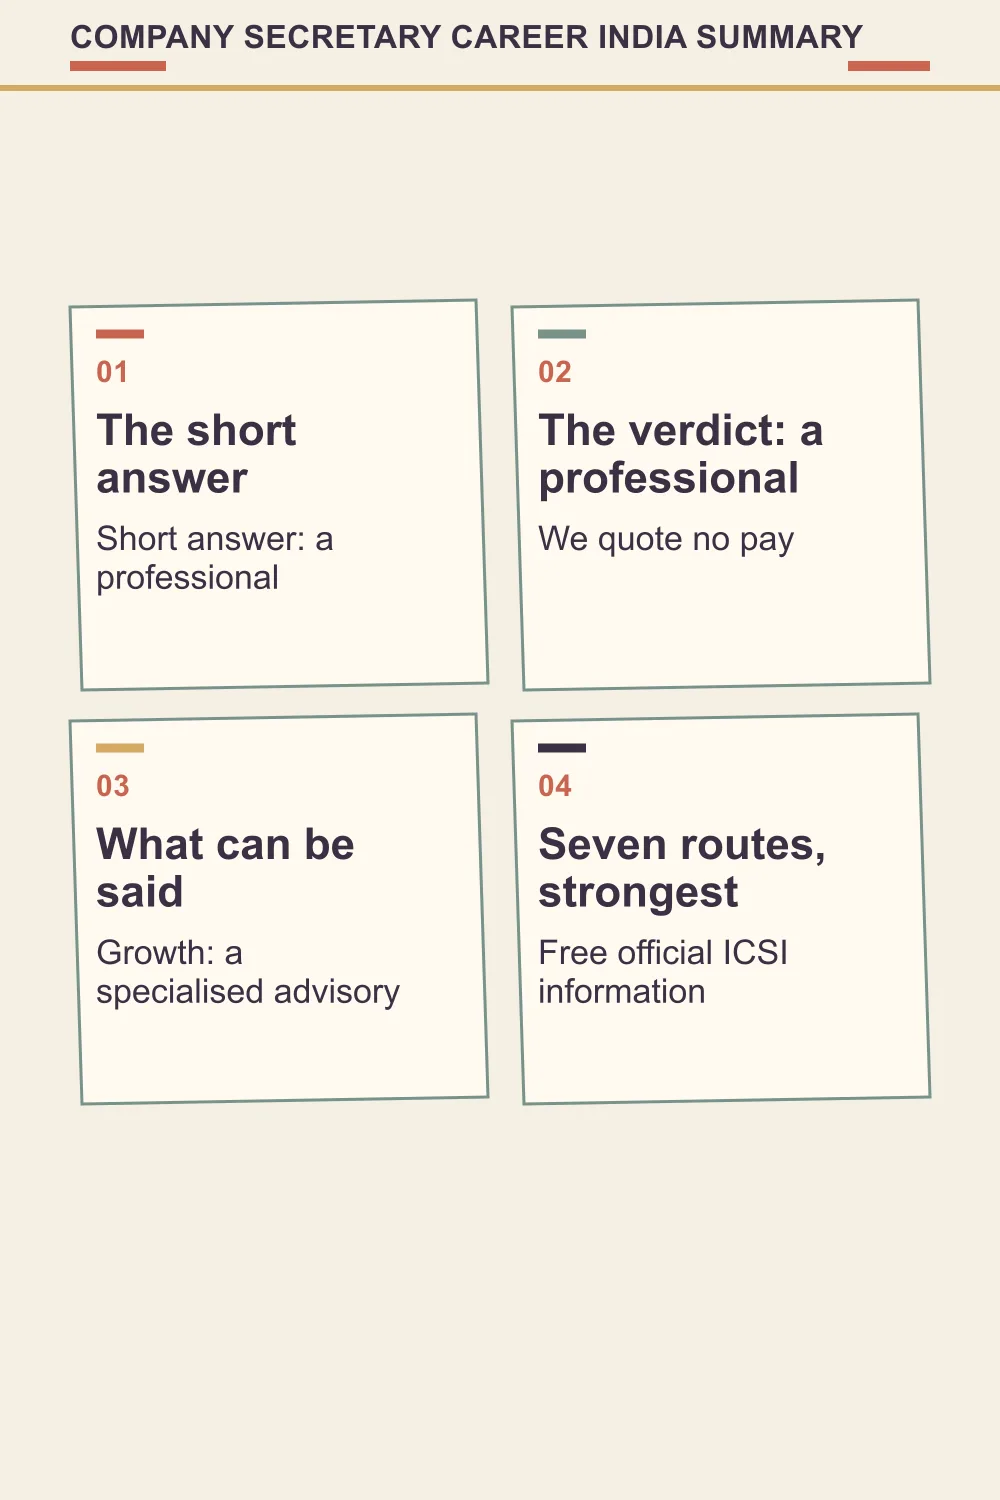 COMPANY SECRETARY CAREER INDIA SUMMARY
01
The short
answer
Short answer: a
professional
02
The verdict: a
professional
We quote no pay
03
What can be
said
Growth: a
specialised advisory
04
Seven routes,
strongest
Free official ICSI
information